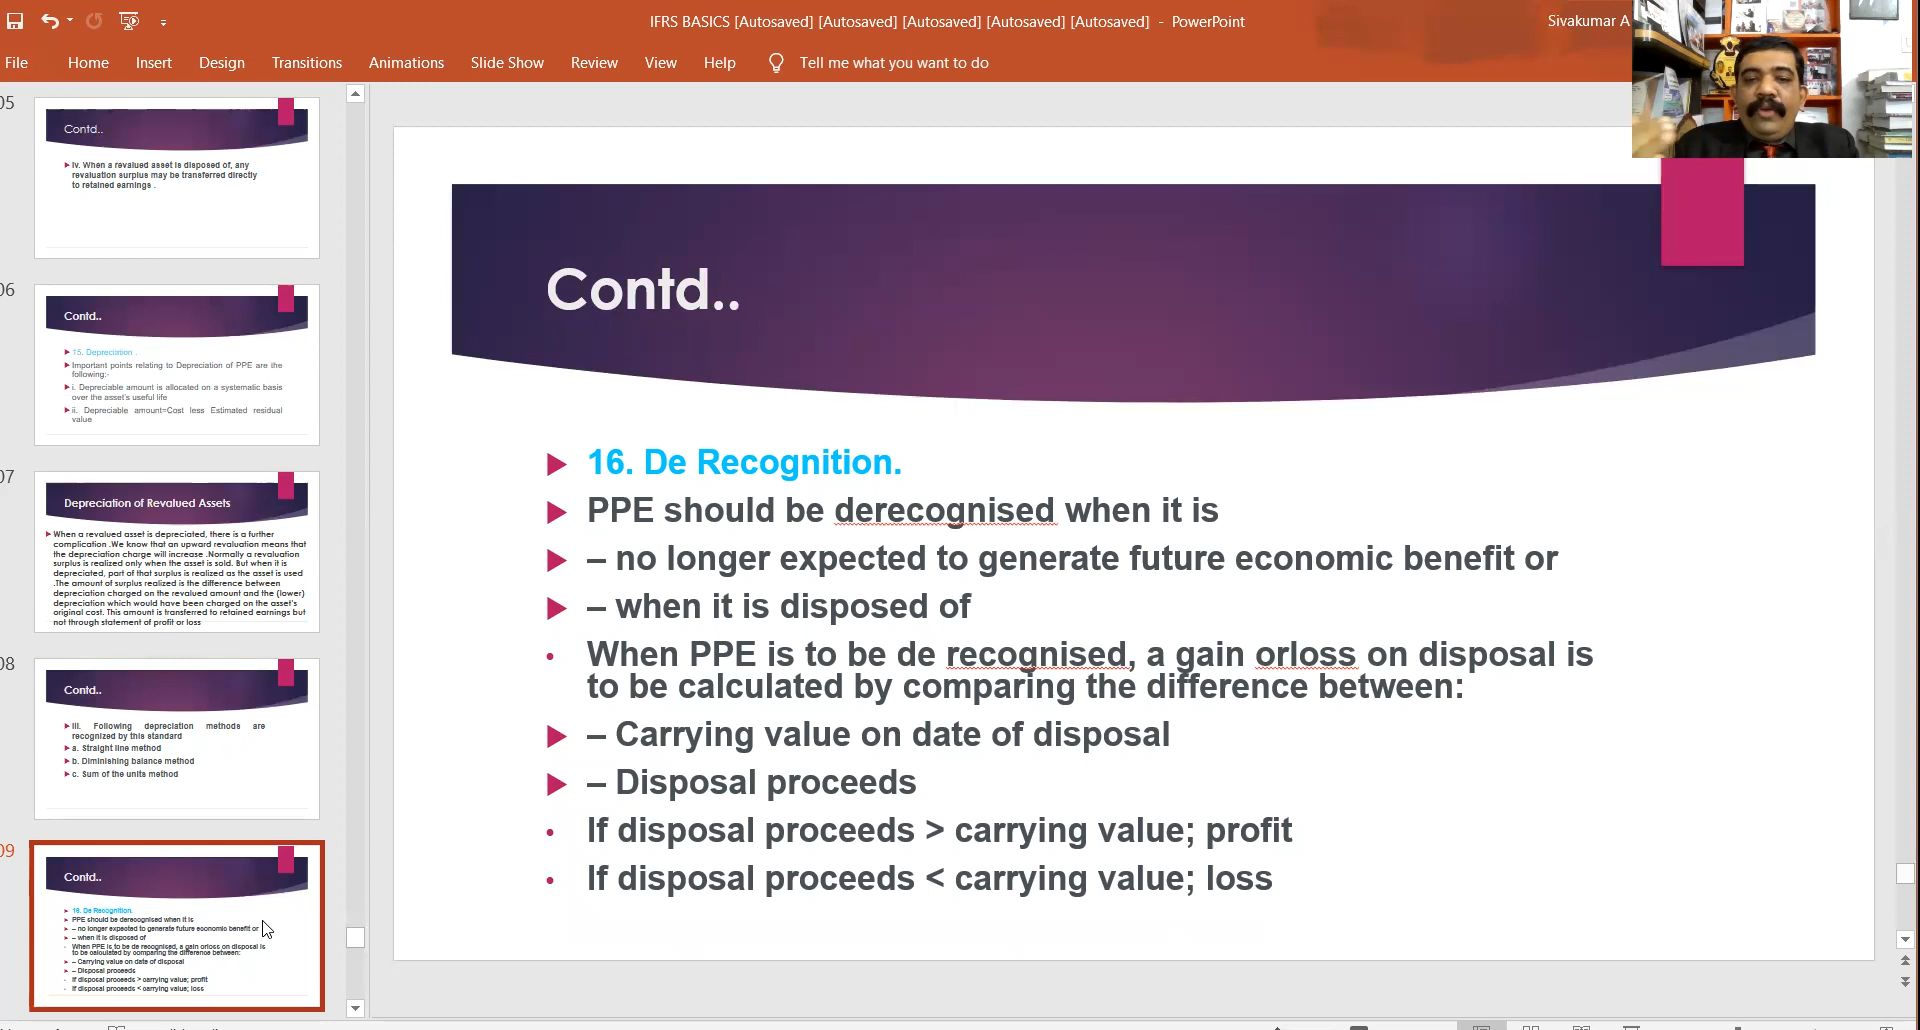 IFRS BASICS [Autosaved] [Autosaved] [Autosaved] [Autosaved] [Autosaved] - PowerPoint
Sivakumar A
File Home Insert Design Transitions Animations Slide Show Review View Help Tell me what you want to do
05
Contd..
iv. When a revalued asset is disposed of, any
revaluation surplus may be transferred directly
to retained earnings .
06
Contd..
15. Depreciation .
Important points relating to Depreciation of PPE are the
following:-
i. Depreciable amount is allocated on a systematic basis
over the asset's useful life
ii. Depreciable amount=Cost less Estimated residual
value
07
Depreciation of Revalued Assets
When a revalued asset is depreciated, there is a further
complication .We know that an upward revaluation means that
the depreciation charge will increase .Normally a revaluation
surplus is realized only when the asset is sold. But when it is
depreciated, part of that surplus is realized as the asset is used
.The amount of surplus realized is the difference between
depreciation charged on the revalued amount and the (lower)
depreciation which would have been charged on the asset's
original cost. This amount is transferred to retained earnings but
not through statement of profit or loss
08
Contd..
III. Following depreciation methods are
recognized by this standard
a. Straight line method
b. Diminishing balance method
c. Sum of the units method
09
Contd..
16. De Recognition.
PPE should be derecognised when it is
– no longer expected to generate future economic benefit or
– when it is disposed of
When PPE is to be de recognised, a gain orloss on disposal is
to be calculated by comparing the difference between:
– Carrying value on date of disposal
– Disposal proceeds
If disposal proceeds > carrying value; profit
If disposal proceeds < carrying value; loss
Contd..
16. De Recognition.
PPE should be derecognised when it is
– no longer expected to generate future economic benefit or
– when it is disposed of
When PPE is to be de recognised, a gain orloss on disposal is
to be calculated by comparing the difference between:
– Carrying value on date of disposal
– Disposal proceeds
If disposal proceeds > carrying value; profit
If disposal proceeds < carrying value; loss